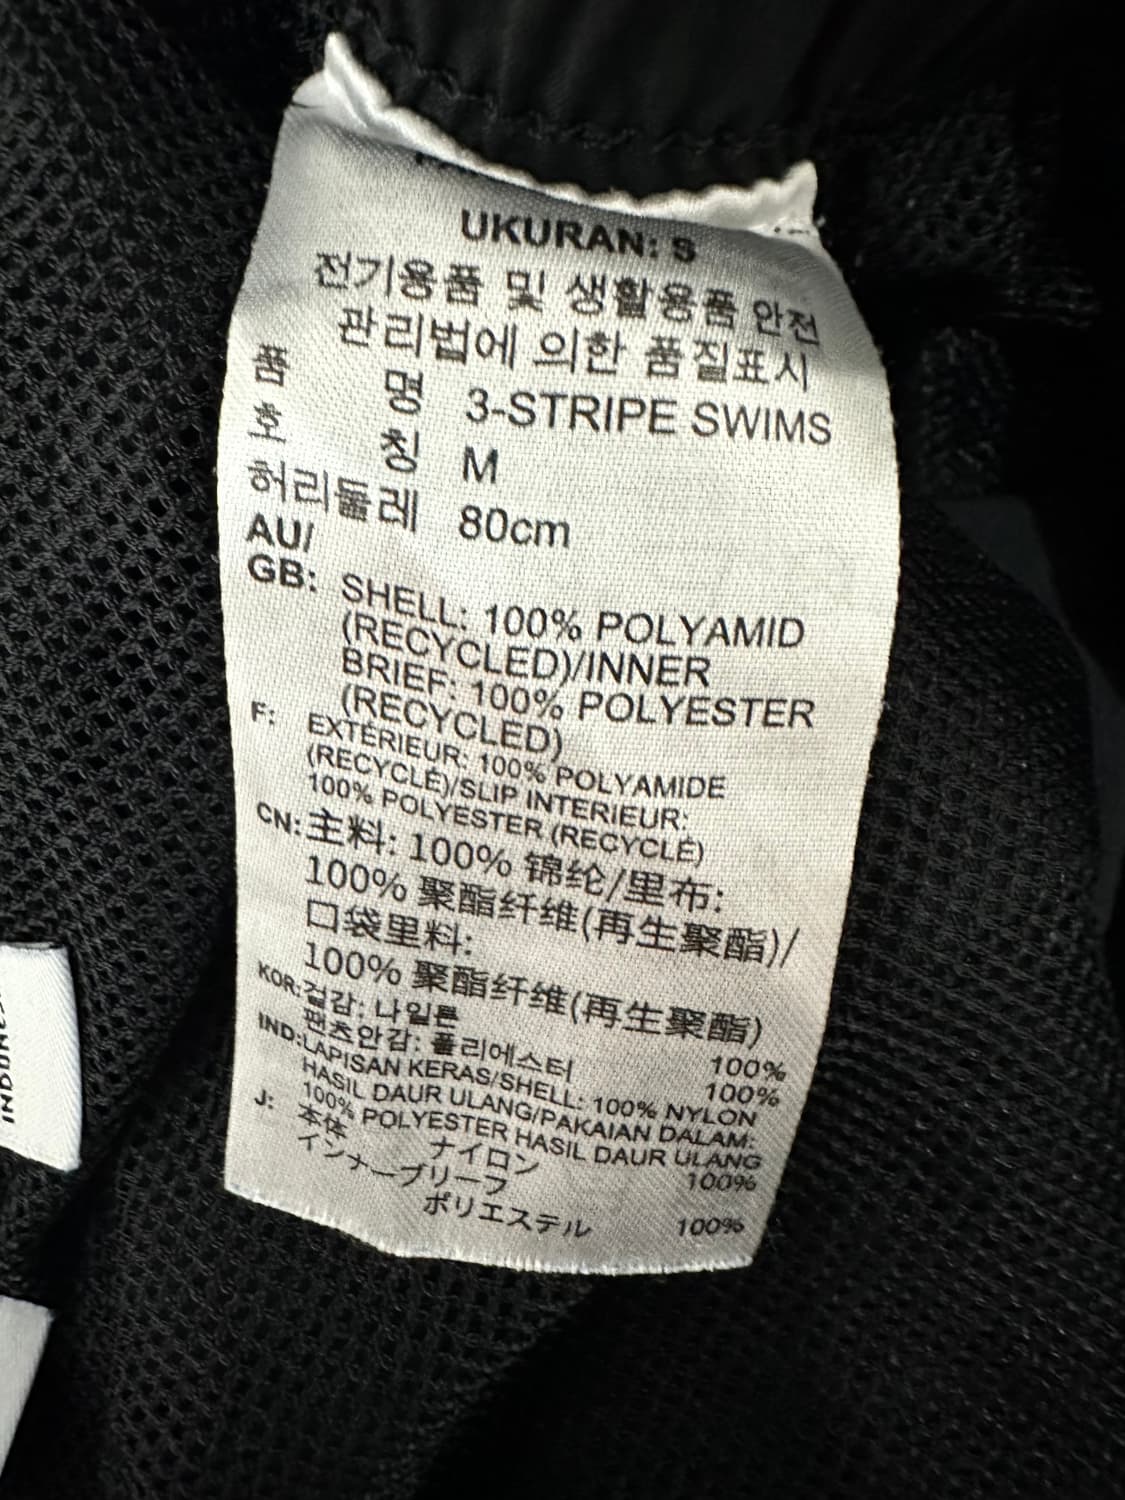 UKURAN: S
전기용품 및 생활용품 안전
관리법에 의한 품질표시
품 명 3-STRIPE SWIMS
호 칭 M
허리둘레 80cm
AU/
GB: SHELL: 100% POLYAMID
(RECYCLED)/INNER
BRIEF: 100% POLYESTER
(RECYCLED)
F: EXTÉRIEUR: 100% POLYAMIDE
(RECYCLÉ)/SLIP INTERIEUR:
100% POLYESTER (RECYCLÉ)
CN: 主料: 100% 锦纶/里布:
100% 聚酯纤维(再生聚酯)/
口袋里料:
100% 聚酯纤维(再生聚酯)
KOR: 겉감: 나일론 100%
팬츠안감: 폴리에스터 100%
IND: LAPISAN KERAS/SHELL: 100% NYLON
HASIL DAUR ULANG/PAKAIAN DALAM:
100% POLYESTER HASIL DAUR ULANG
J: 本体 ナイロン 100%
インナーブリーフ
ポリエステル 100%